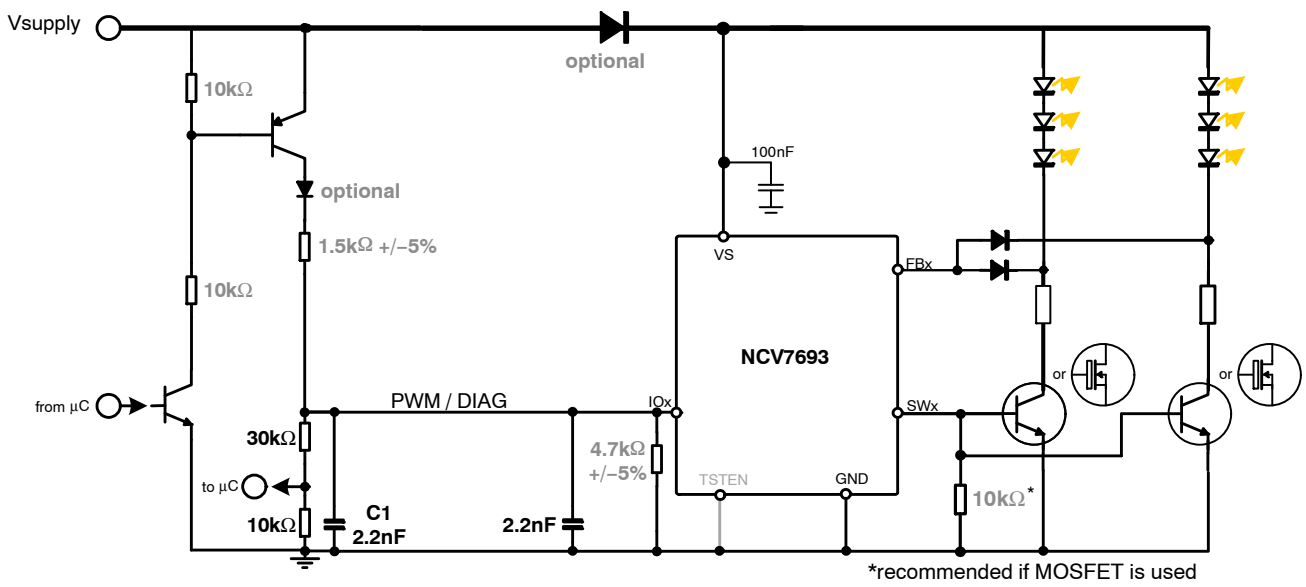 Vsupply
optional
10kΩ
100nF
optional
1.5kΩ +/−5%
VS
FBx
10kΩ
NCV7693
or
or
from µC
PWM / DIAG
IOx
SWx
30kΩ
4.7kΩ
+/−5%
TSTEN
GND
to µC
10kΩ*
C1
2.2nF
10kΩ
2.2nF
*recommended if MOSFET is used